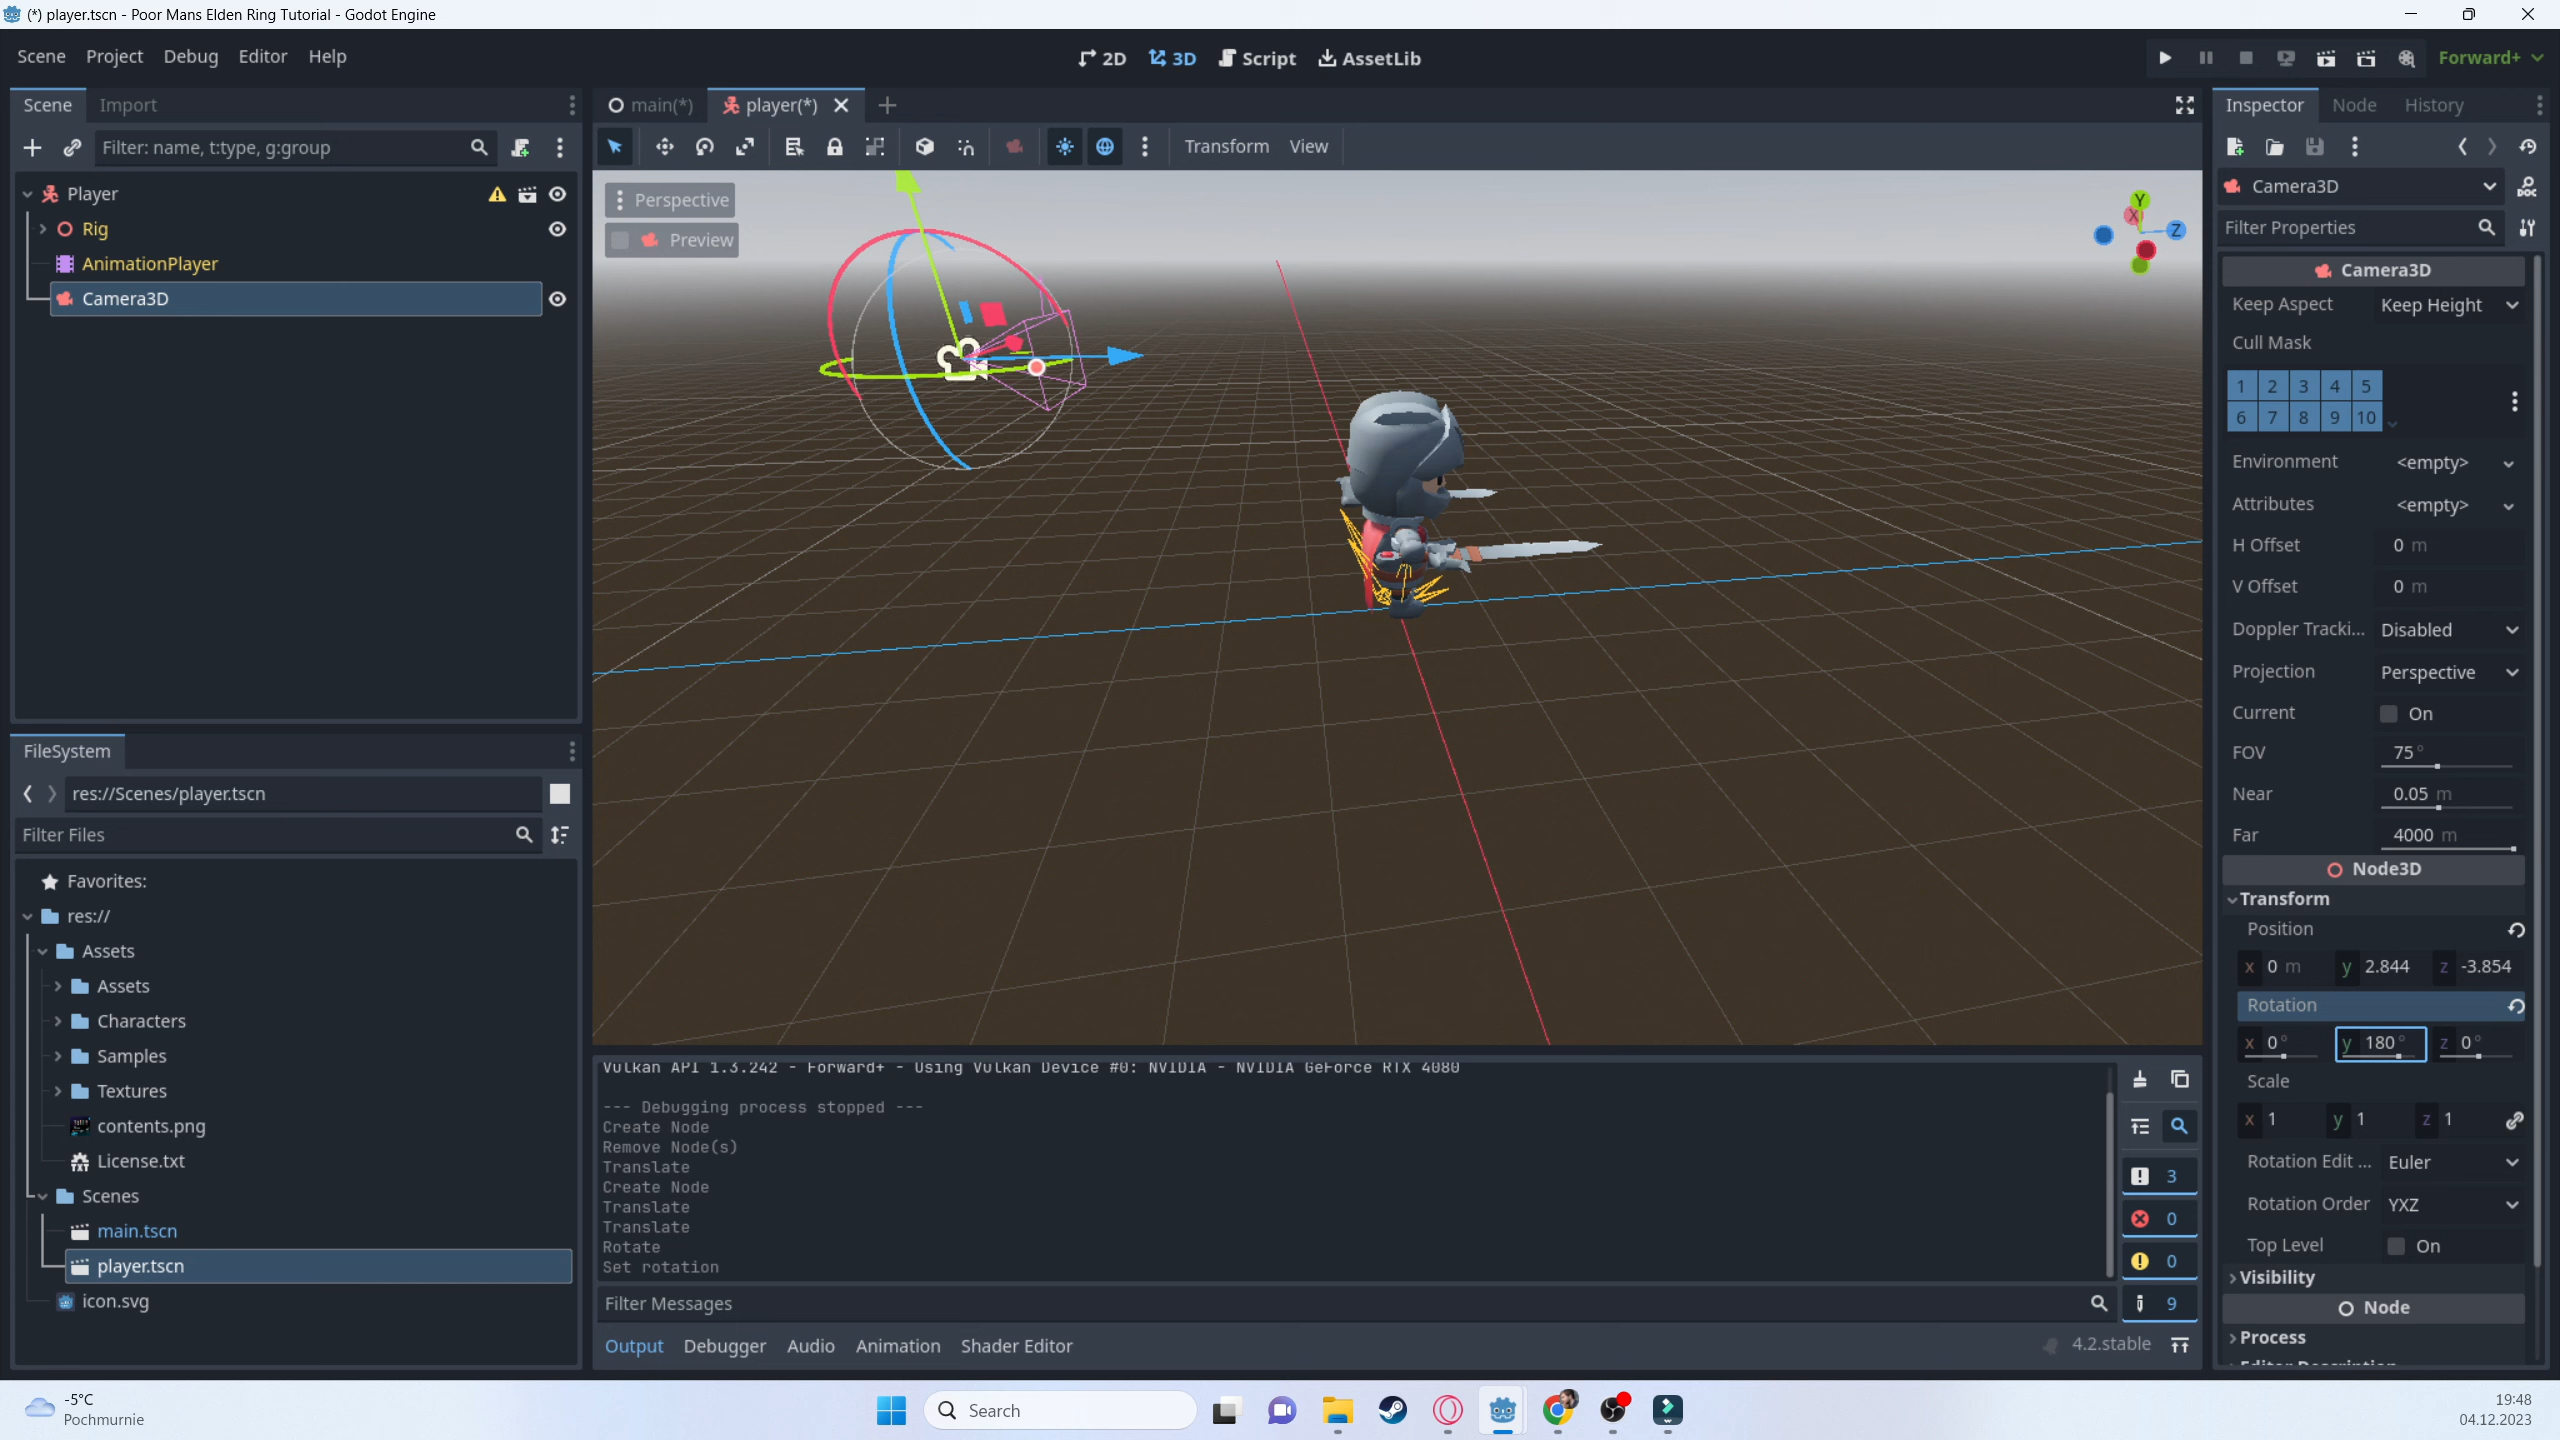 (*) player.tscn - Poor Mans Elden Ring Tutorial - Godot Engine
Scene Project Debug Editor Help
2D 3D Script AssetLib
Forward+
Scene Import
main(*) player(*)
Inspector Node History
Filter: name, t:type, g:group
Transform View
Player
Rig
AnimationPlayer
Camera3D
Perspective
Preview
Y
X
Z
Camera3D
Filter Properties
Camera3D
Keep Aspect Keep Height
Cull Mask
1 2 3 4 5
6 7 8 9 10
Environment <empty>
Attributes <empty>
H Offset 0 m
V Offset 0 m
Doppler Tracki... Disabled
Projection Perspective
Current On
FOV 75 °
Near 0.05 m
Far 4000 m
Node3D
Transform
Position
x 0 m y 2.844 z -3.854
Rotation
x 0 ° y 180 ° z 0 °
Scale
x 1 y 1 z 1
Rotation Edit ... Euler
Rotation Order YXZ
Top Level On
Visibility
Node
Process
FileSystem
res://Scenes/player.tscn
Filter Files
Favorites:
res://
Assets
Assets
Characters
Samples
Textures
contents.png
License.txt
Scenes
main.tscn
player.tscn
icon.svg
Vulkan API 1.3.242 - Forward+ - Using Vulkan Device #0: NVIDIA - NVIDIA GeForce RTX 4080
--- Debugging process stopped ---
Create Node
Remove Node(s)
Translate
Create Node
Translate
Translate
Rotate
Set rotation
3
0
0
9
Filter Messages
Output Debugger Audio Animation Shader Editor
4.2.stable
-5°C
Pochmurnie
Search
19:48
04.12.2023